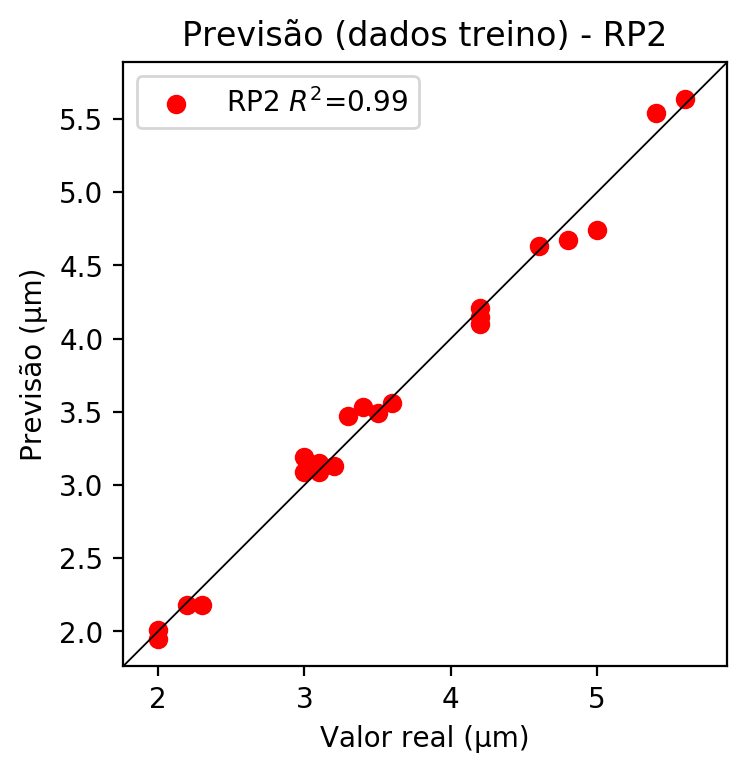 Previsão (dados treino) - RP2
RP2 R²=0.99
5.5
5.0
4.5
4.0
3.5
3.0
2.5
2.0
Previsão (µm)
2 3 4 5
Valor real (µm)